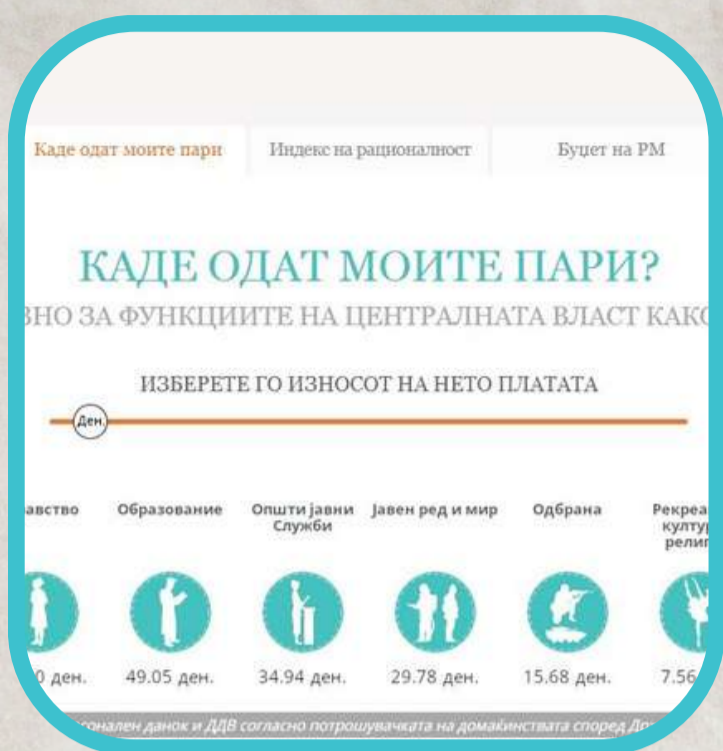 Каде одат моите пари Индекс на рационалност Буџет на РМ
КАДЕ ОДАТ МОИТЕ ПАРИ?
ЗА ФУНКЦИИТЕ НА ЦЕНТРАЛНАТА ВЛАСТ
ИЗБЕРЕТЕ ГО ИЗНОСОТ НА НЕТО ПЛАТАТА
Ден.
Образование Општи јавни Јавен ред и мир Одбрана
Служби
ден. 49.05 ден. 34.94 ден. 29.78 ден. 15.68 ден. 7.56
данок и ДДВ согласно потрошувачката на домаќинствата според